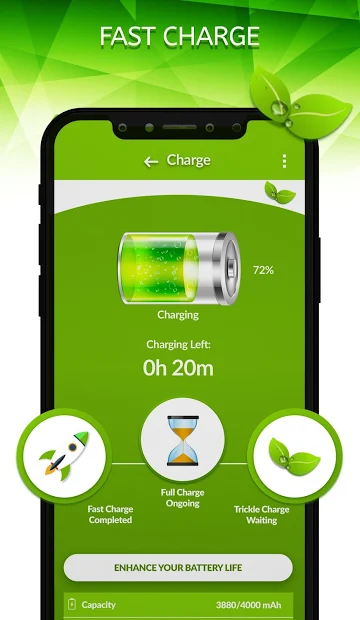 FAST CHARGE
Charge
72%
Charging
Charging Left:
0h 20m
Fast Charge
Completed
Full Charge
Ongoing
Trickle Charge
Waiting
ENHANCE YOUR BATTERY LIFE
Capacity 3880/4000 mAh